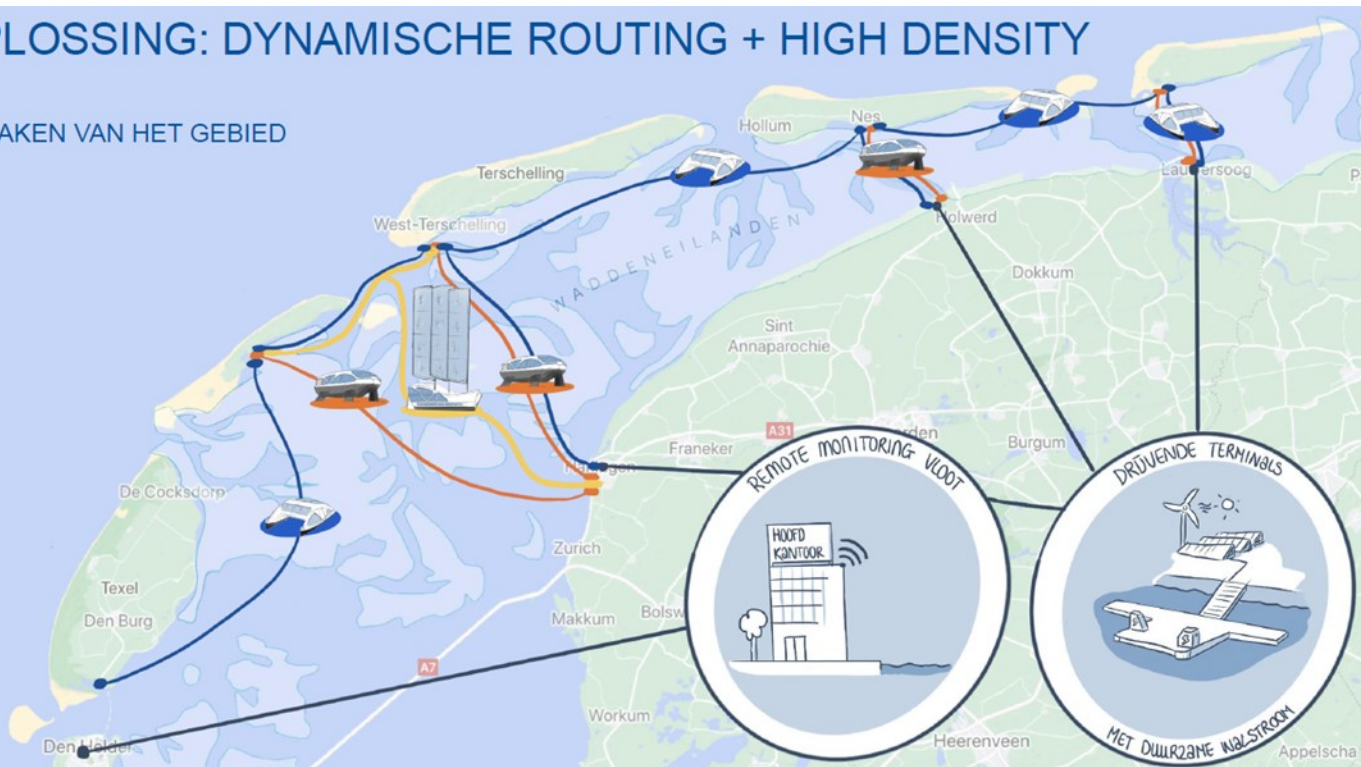 PLOSSING: DYNAMISCHE ROUTING + HIGH DENSITY
AKEN VAN HET GEBIED
Hollum
Nes
Terschelling
West-Terschelling
WADDENEILANDEN
Holwerd
Dokkum
Sint
Annaparochie
A31
Franeker
Burgum
De Cocksdorp
Zurich
Texel
Den Burg
Makkum
A7
Workum
Den Helder
Heerenveen
Appelscha
REMOTE MONITORING VLOOT
HOOFD
KANTOOR
DRIJVENDE TERMINALS
MET DUURZANE WALSTROOM